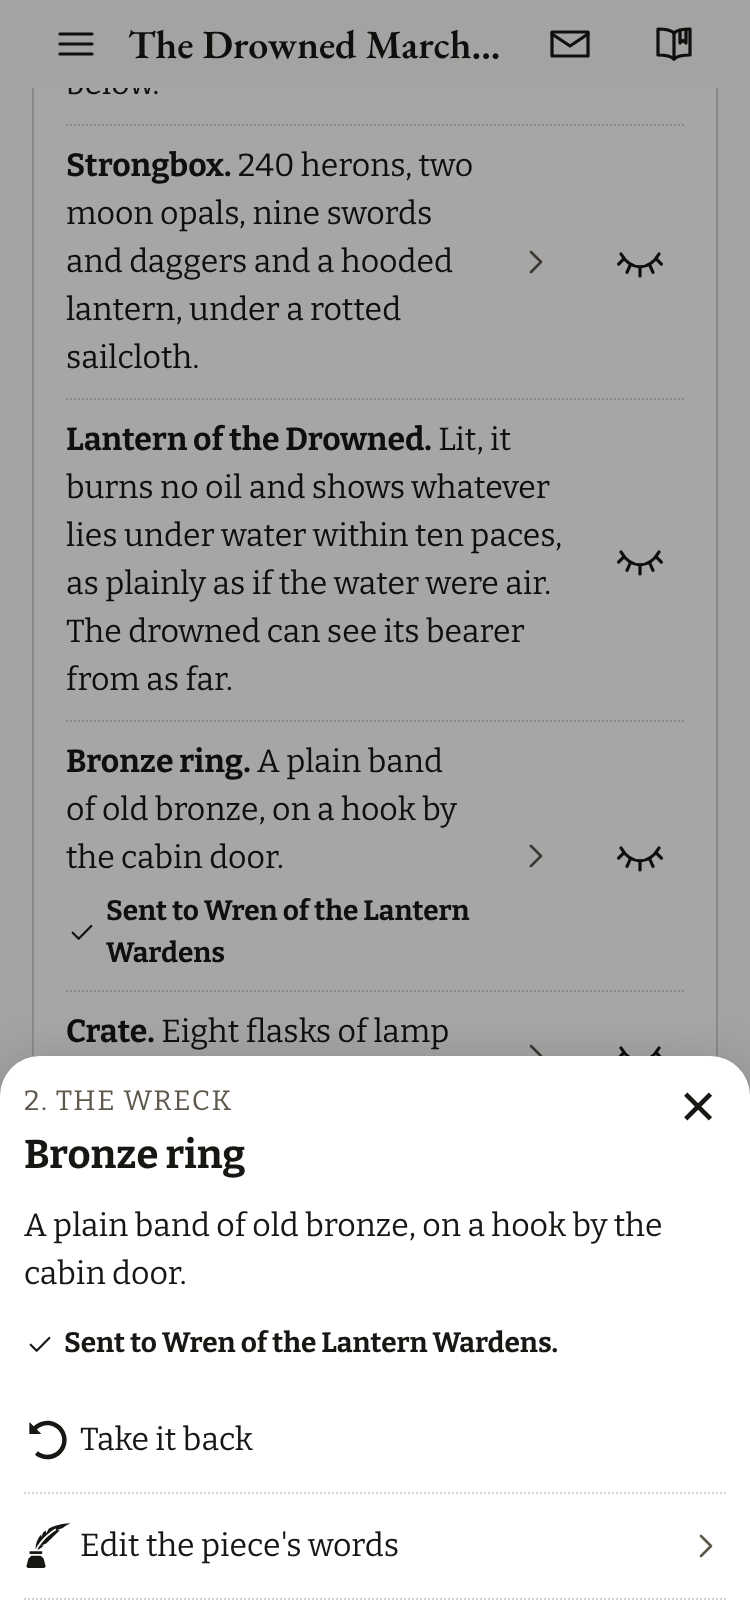 The Drowned March...
below.
Strongbox. 240 herons, two
moon opals, nine swords
and daggers and a hooded
lantern, under a rotted
sailcloth.
Lantern of the Drowned. Lit, it
burns no oil and shows whatever
lies under water within ten paces,
as plainly as if the water were air.
The drowned can see its bearer
from as far.
Bronze ring. A plain band
of old bronze, on a hook by
the cabin door.
Sent to Wren of the Lantern
Wardens
Crate. Eight flasks of lamp
2. THE WRECK
Bronze ring
A plain band of old bronze, on a hook by the
cabin door.
Sent to Wren of the Lantern Wardens.
Take it back
Edit the piece's words